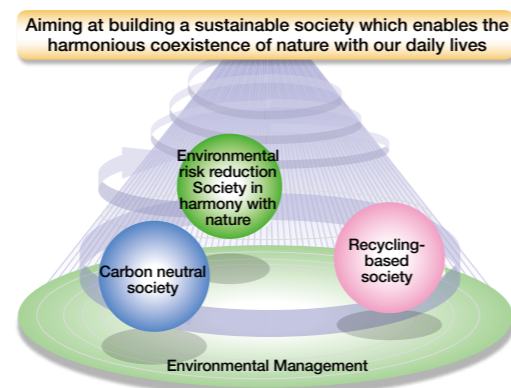 Aiming at building a sustainable society which enables the
harmonious coexistence of nature with our daily lives
Environmental
risk reduction
Society in
harmony with
nature
Carbon neutral
society
Recycling-
based
society
Environmental Management